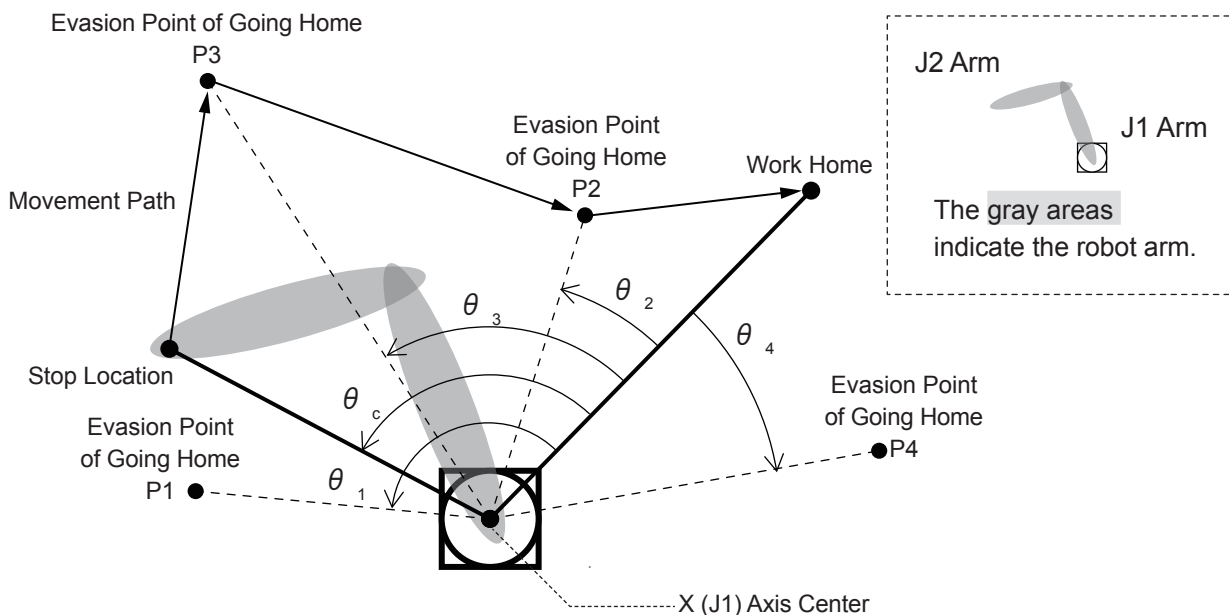 Evasion Point of Going Home
P3
J2 Arm
J1 Arm
The gray areas
indicate the robot arm.
Evasion Point
of Going Home
P2
Work Home
Movement Path
θ 2
θ 3
θ 4
Stop Location
θ c
Evasion Point
of Going Home
P4
Evasion Point
of Going Home
P1
θ 1
X (J1) Axis Center